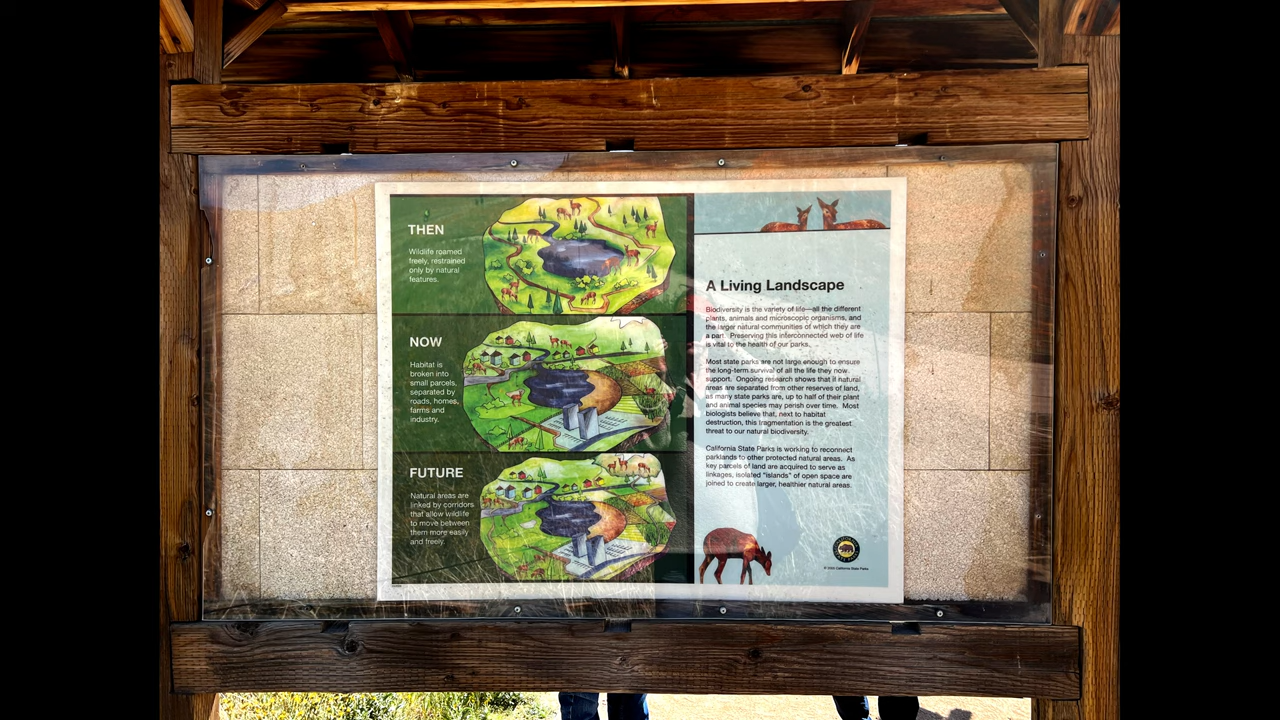 THEN
Wildlife roamed
freely, restrained
only by natural
features.
NOW
Habitat is
broken into
small parcels,
separated by
roads, homes,
farms and
industry.
FUTURE
Natural areas are
linked by corridors
that allow wildlife
to move between
them more easily
and freely.
A Living Landscape
Biodiversity is the variety of life—all the different
plants, animals and microscopic organisms, and
the larger natural communities of which they are
a part. Preserving this interconnected web of life
is vital to the health of our parks.
Most state parks are not large enough to ensure
the long-term survival of all the life they now
support. Ongoing research shows that if natural
areas are separated from other reserves of land,
as many state parks are, up to half of their plant
and animal species may perish over time. Most
biologists believe that, next to habitat
destruction, this fragmentation is the greatest
threat to our natural biodiversity.
California State Parks is working to reconnect
parklands to other protected natural areas. As
key parcels of land are acquired to serve as
linkages, isolated "islands" of open space are
joined to create larger, healthier natural areas.
California State Parks